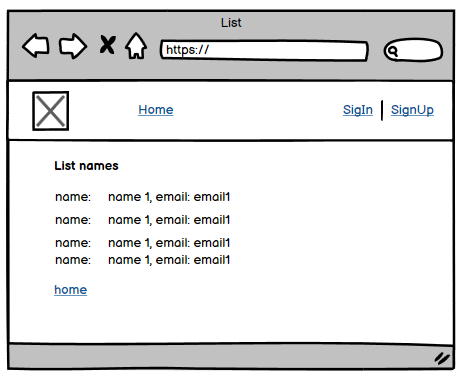 List
https://
Home SigIn SignUp
List names
name: name 1, email: email1
name: name 1, email: email1
name: name 1, email: email1
name: name 1, email: email1
home